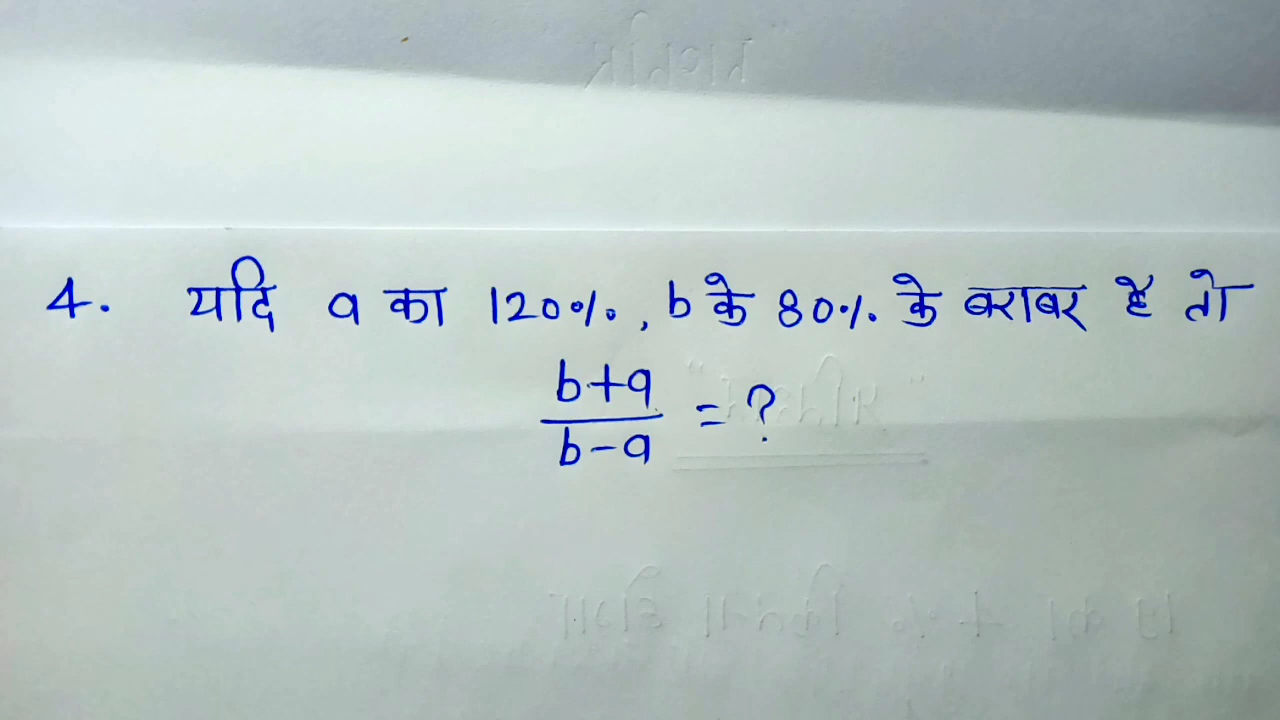 4. यदि a का 120%, b के 80% के बराबर है तो
b+a
b-a = ?